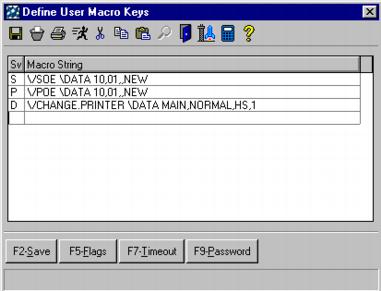 Define User Macro Keys
Sv Macro String
S \/SOE \DATA 10,01,,NEW
P \/POE \DATA 10,01,,NEW
D \/CHANGE.PRINTER \DATA MAIN,NORMAL,HS,1
F2-Save F5-Flags F7-Timeout F9-Password